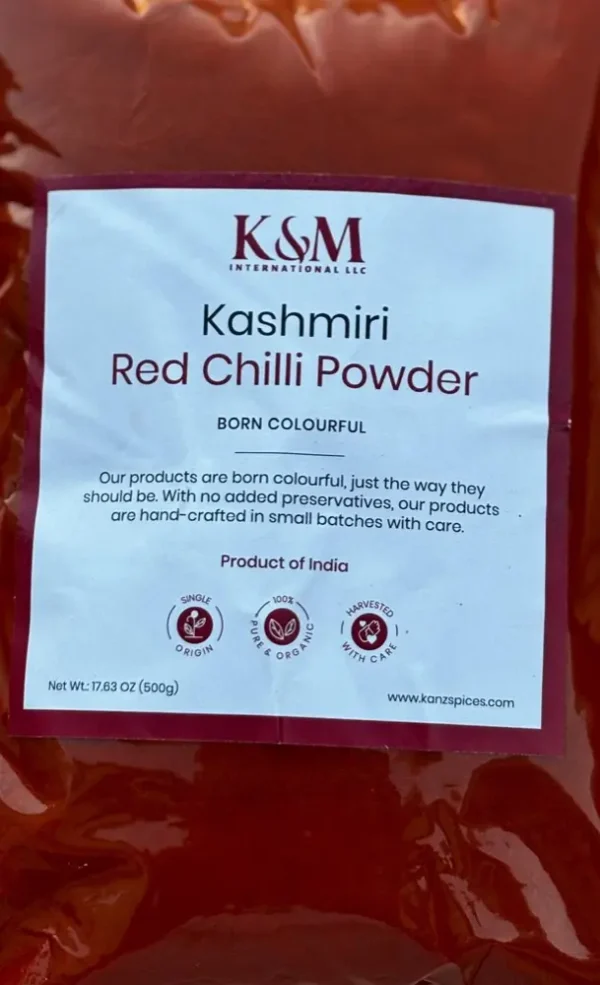 K&M
INTERNATIONAL LLC
Kashmiri
Red Chilli Powder
BORN COLOURFUL
Our products are born colourful, just the way they
should be. With no added preservatives, our products
are hand-crafted in small batches with care.
Product of India
SINGLE
ORIGIN
100%
PURE & ORGANIC
HARVESTED
WITH CARE
Net Wt.: 17.63 OZ (500g)
www.kanzspices.com